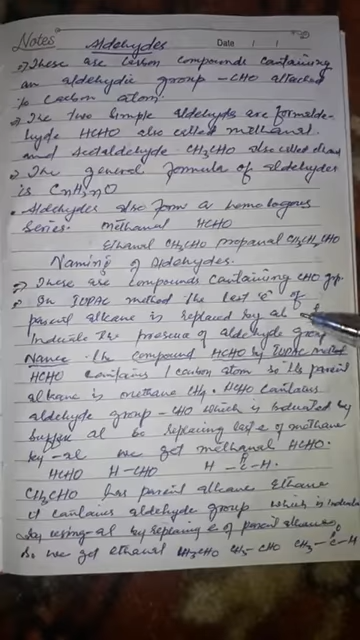 Notes Aldehydes Date / /
→ These are carbon compounds containing
an aldehydic group -CHO attached
to carbon atom.
→ The two simple aldehyde are formalde-
hyde HCHO also called methanal.
and Acetaldehyde CH3CHO also called
→ The general formula of aldehydes
is CnH2nO
• Aldehydes also form a homologous
series: methanal HCHO
Ethanal CH3CHO propanal CH3CH2CHO
Naming of Aldehydes.
→ These are compounds containing CHO grp.
• In IUPAC method the last 'e' of
parent alkane is replaced by al to
Indicate the presence of aldehyde group
Name the compound HCHO by IUPAC method
HCHO contains 1 carbon atom so its parent
alkane is methane CH4. HCHO contains
aldehyde group -CHO which is indicated by
suffix al so replacing last e of methane
by -al we get methanal HCHO.
HCHO H-CHO H-C-H.
CH3CHO has parent alkane Ethane
it contains aldehyde group which is
by using-al by replacing e of parent alkane
So we get ethanal CH3CHO CH3-CHO CH3-C-H
O